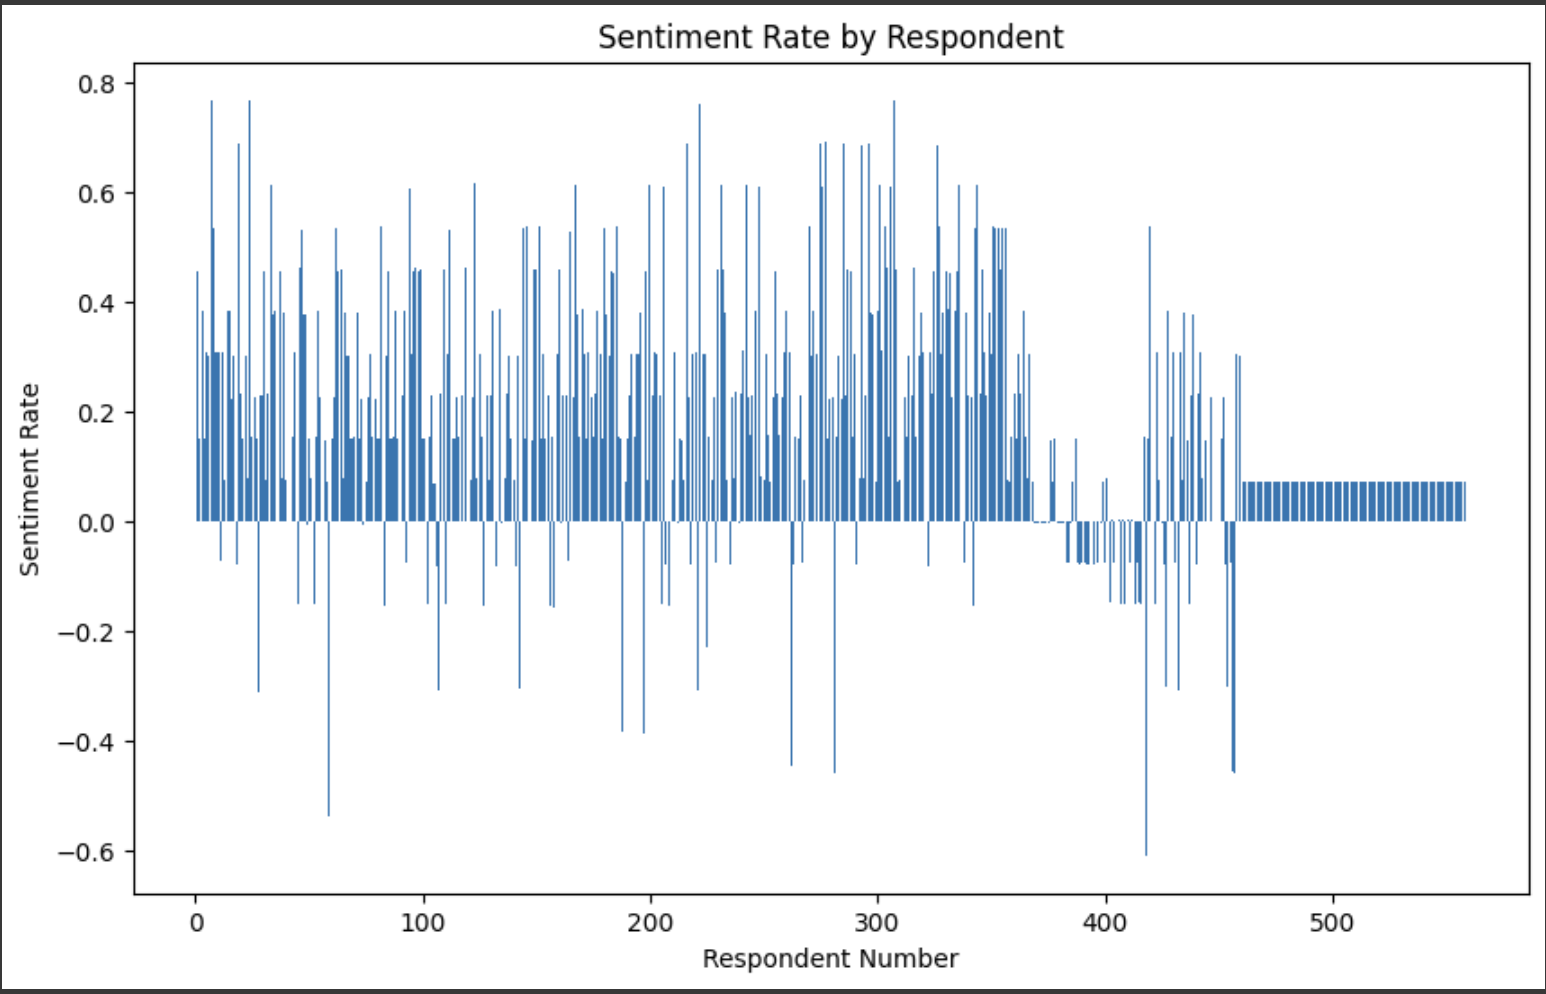 Sentiment Rate by Respondent
Sentiment Rate
0.8
0.6
0.4
0.2
0.0
−0.2
−0.4
−0.6
0 100 200 300 400 500
Respondent Number